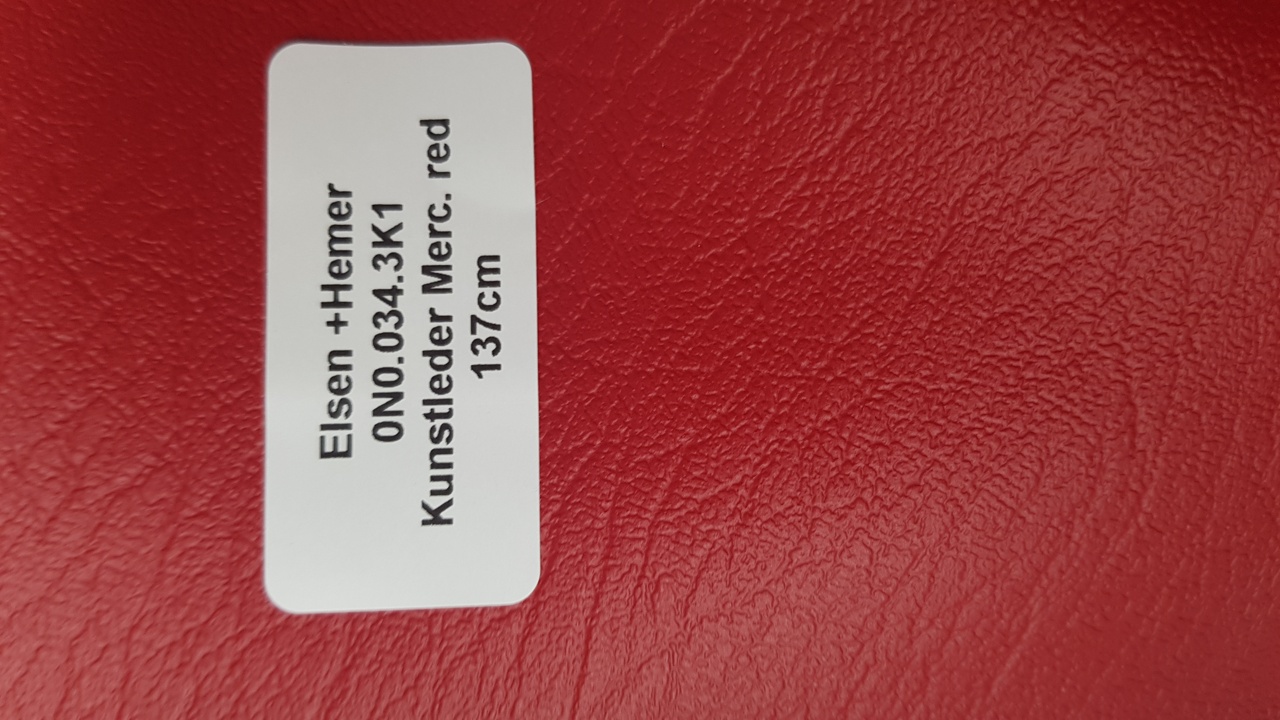 Elsen +Hemer
0N0.034.3K1
Kunstleder Merc. red
137cm